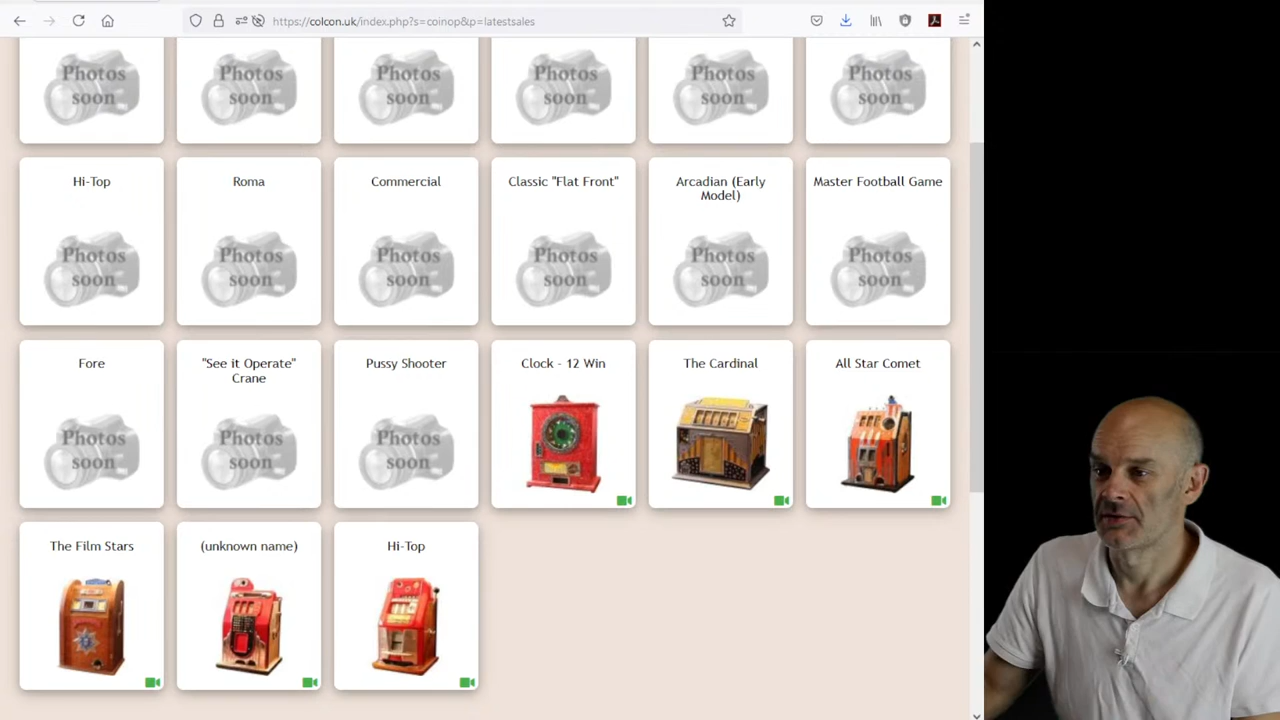 https://colcon.uk/index.php?s=coinop&p=latestsales
Photos soon
Photos soon
Photos soon
Photos soon
Photos soon
Photos soon
Hi-Top
Roma
Commercial
Classic "Flat Front"
Arcadian (Early
Model)
Master Football Game
Photos soon
Photos soon
Photos soon
Photos soon
Photos soon
Photos soon
Fore
"See it Operate"
Crane
Pussy Shooter
Clock - 12 Win
The Cardinal
All Star Comet
Photos soon
Photos soon
Photos soon
The Film Stars
(unknown name)
Hi-Top